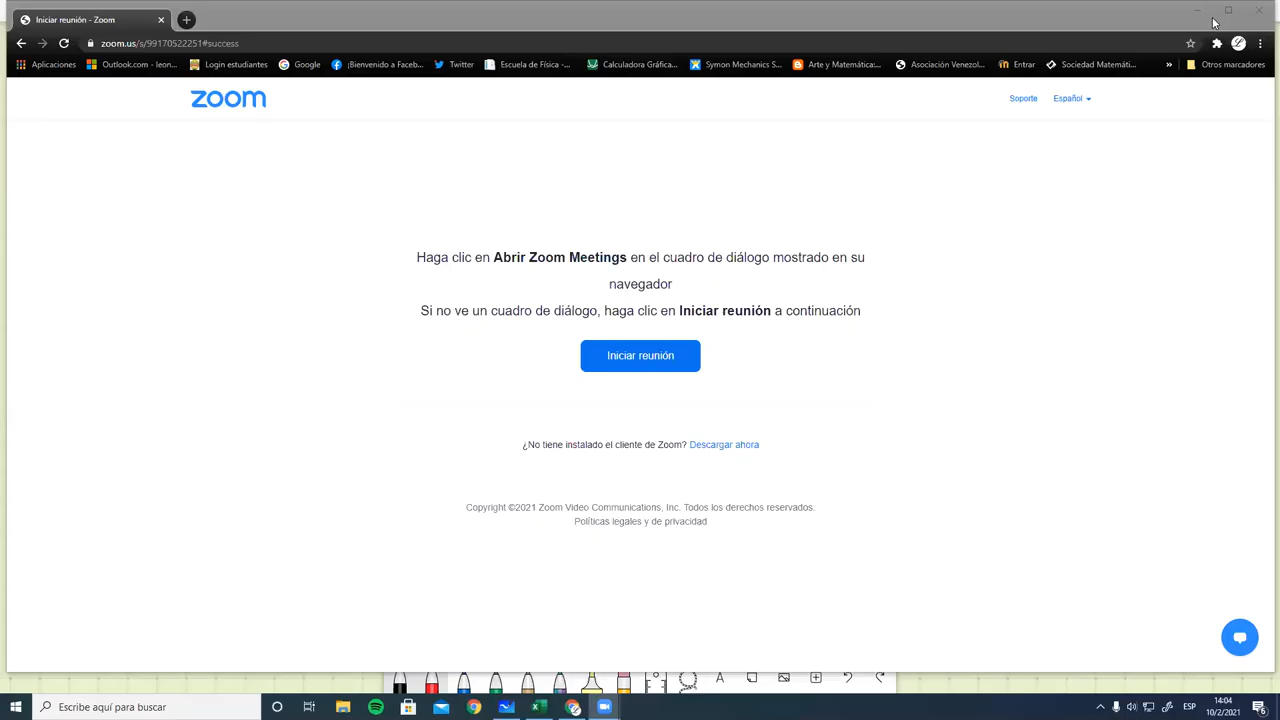 Iniciar reunión - Zoom
zoom.us/s/99170522251#success
Aplicaciones
Outlook.com - leon...
Login estudiantes
Google
¡Bienvenido a Faceb...
Twitter
Escuela de Física -...
Calculadora Gráfica...
Symon Mechanics S...
Arte y Matemática:...
Asociación Venezol...
Entrar
Sociedad Matemáti...
»
Otros marcadores
zoom
Soporte
Español
Haga clic en Abrir Zoom Meetings en el cuadro de diálogo mostrado en su
navegador
Si no ve un cuadro de diálogo, haga clic en Iniciar reunión a continuación
Iniciar reunión
¿No tiene instalado el cliente de Zoom? Descargar ahora
Copyright ©2021 Zoom Video Communications, Inc. Todos los derechos reservados.
Políticas legales y de privacidad
Escribe aquí para buscar
ESP
14:04
10/2/2021
6